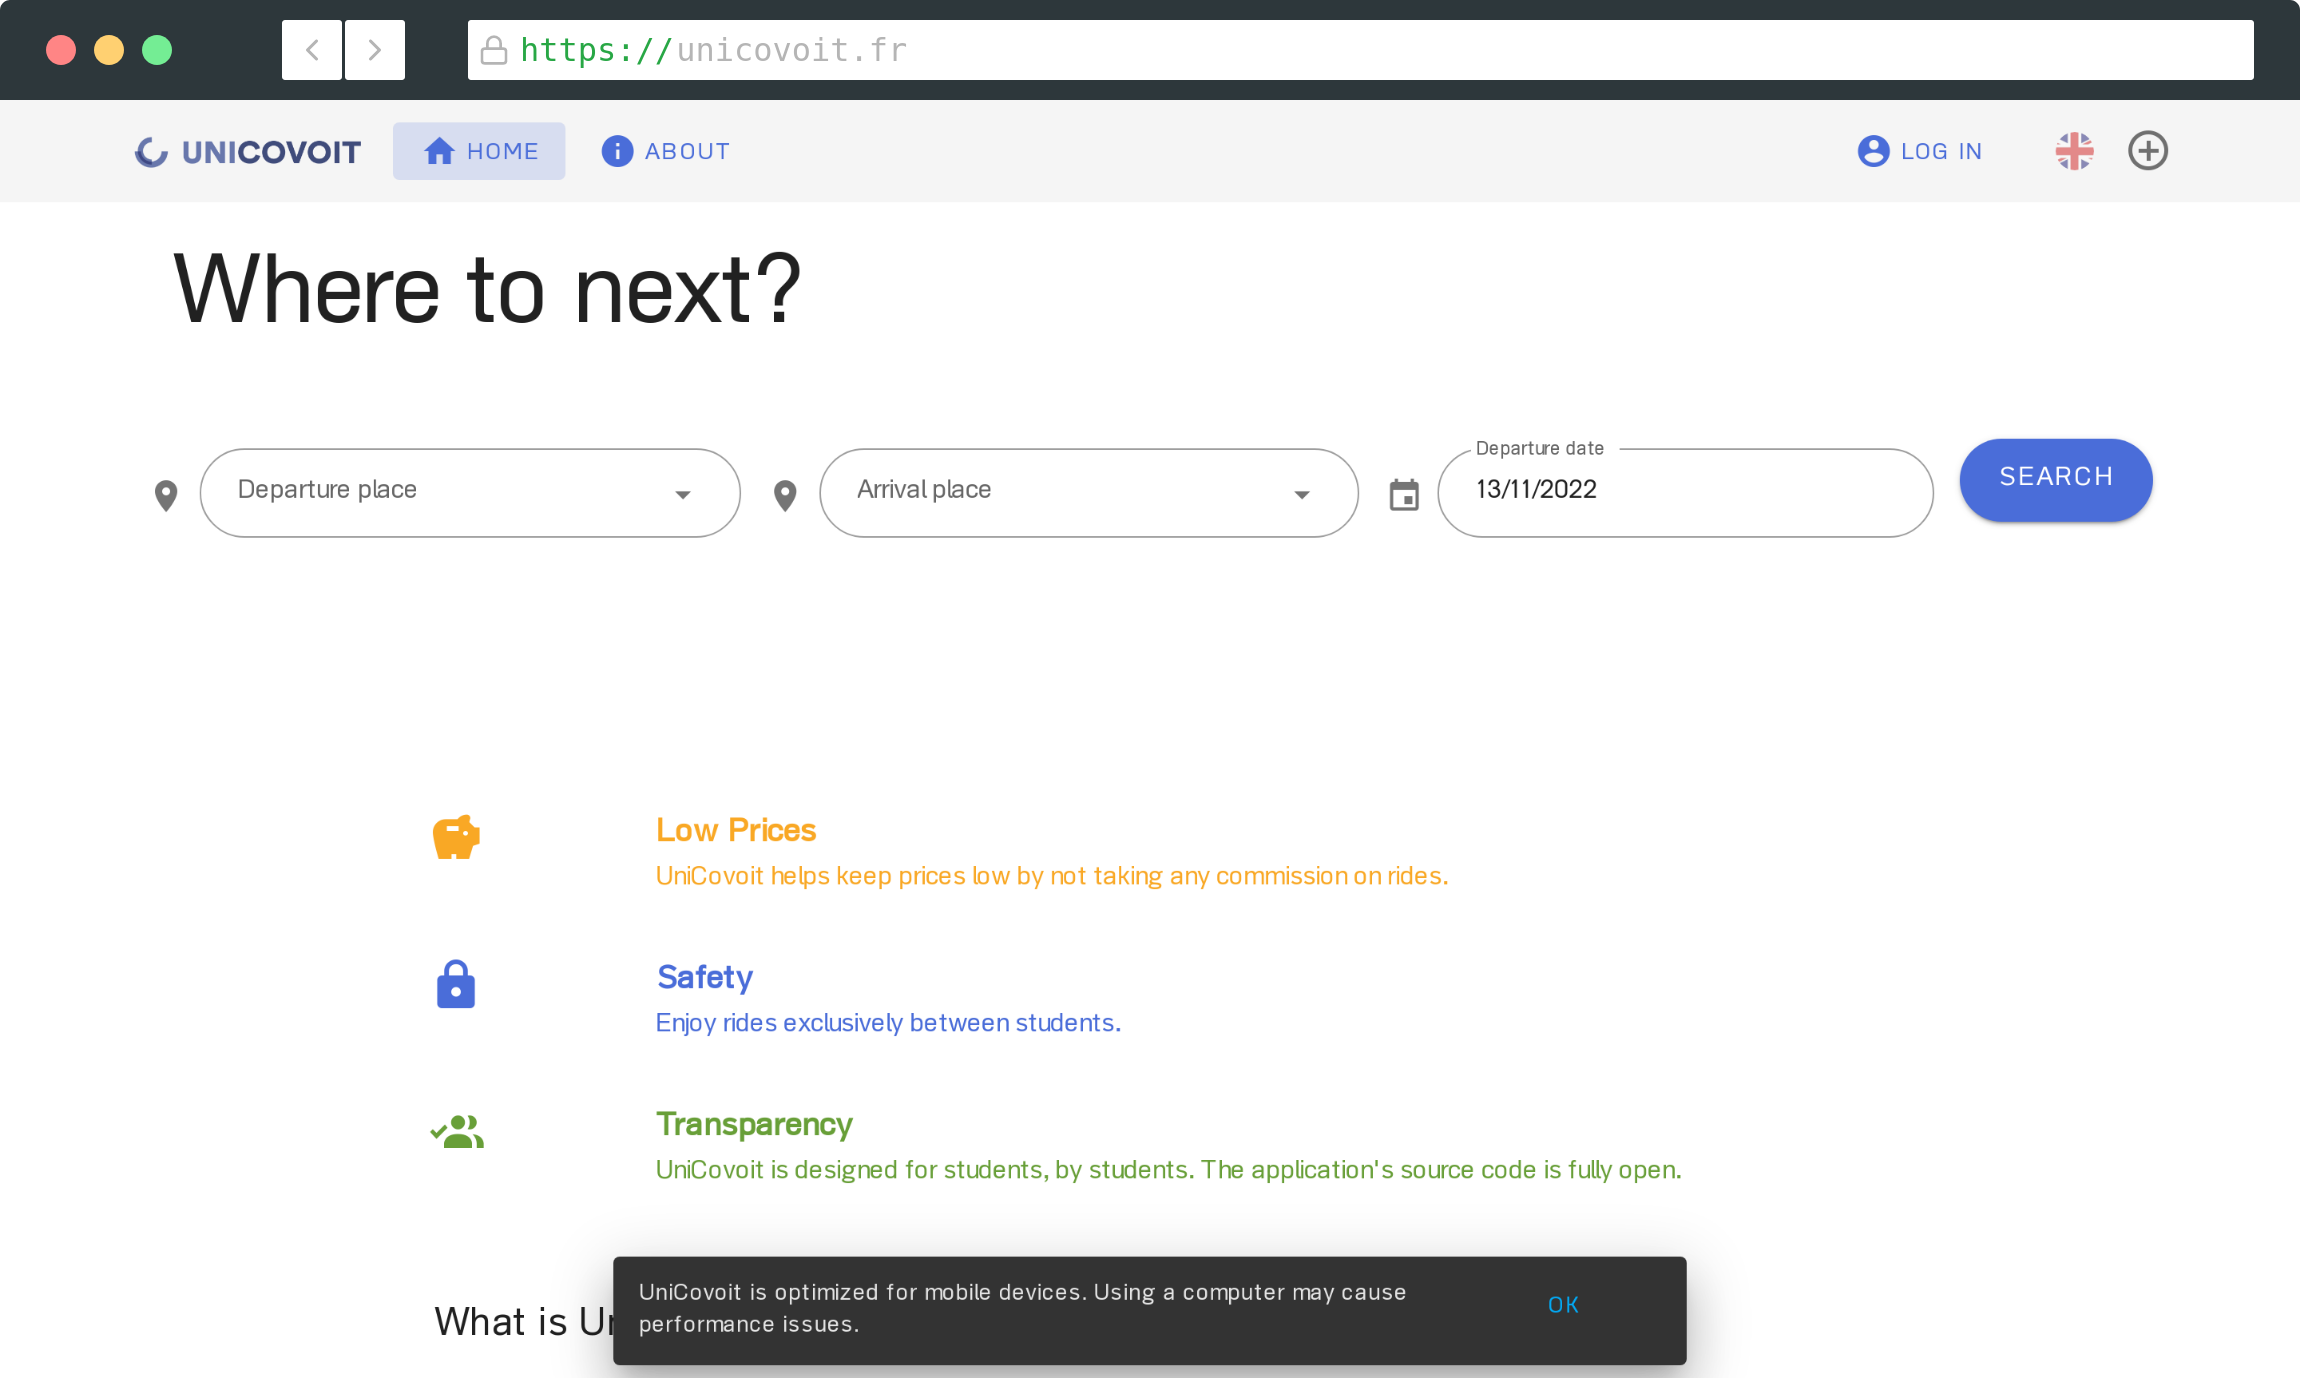 https://unicovoit.fr
UNICOVOIT HOME ABOUT LOG IN
Where to next?
Departure place
Arrival place
Departure date
13/11/2022
SEARCH
Low Prices
UniCovoit helps keep prices low by not taking any commission on rides.
Safety
Enjoy rides exclusively between students.
Transparency
UniCovoit is designed for students, by students. The application's source code is fully open.
What is
UniCovoit is optimized for mobile devices. Using a computer may cause
performance issues.
OK